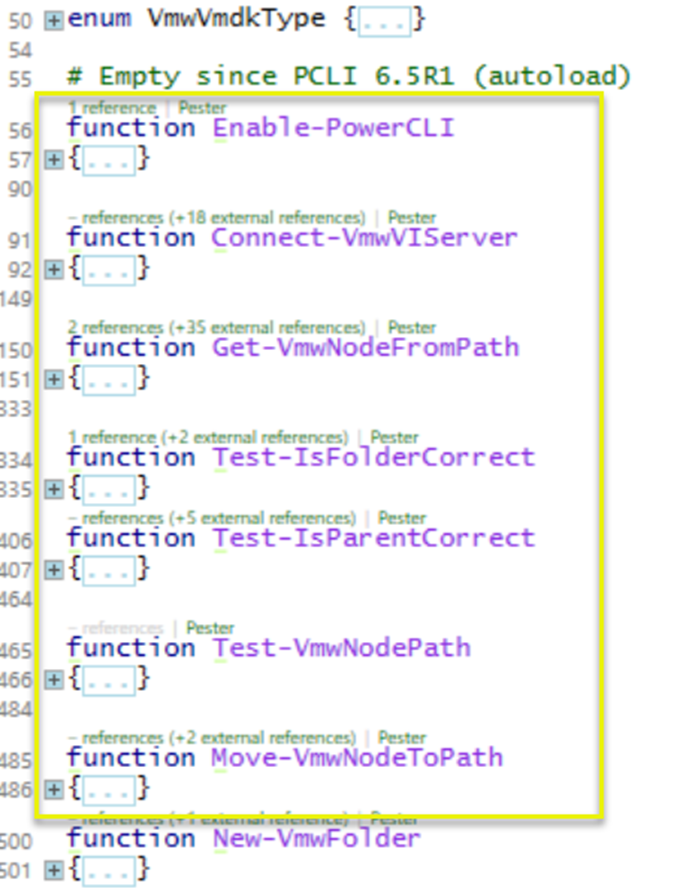 50 enum VmwVmdkType {...}
54
55 # Empty since PCLI 6.5R1 (autoload)
1 reference | Pester
56 function Enable-PowerCLI
57 {...}
90
– references (+18 external references) | Pester
91 function Connect-VmwVIServer
92 {...}
149
2 references (+35 external references) | Pester
150 function Get-VmwNodeFromPath
151 {...}
333
1 reference (+2 external references) | Pester
334 function Test-IsFolderCorrect
335 {...}
– references (+5 external references) | Pester
406 function Test-IsParentCorrect
407 {...}
464
– references | Pester
465 function Test-VmwNodePath
466 {...}
484
– references (+2 external references) | Pester
485 function Move-VmwNodeToPath
486 {...}
– references (+1 external references) | Pester
500 function New-VmwFolder
501 {...}